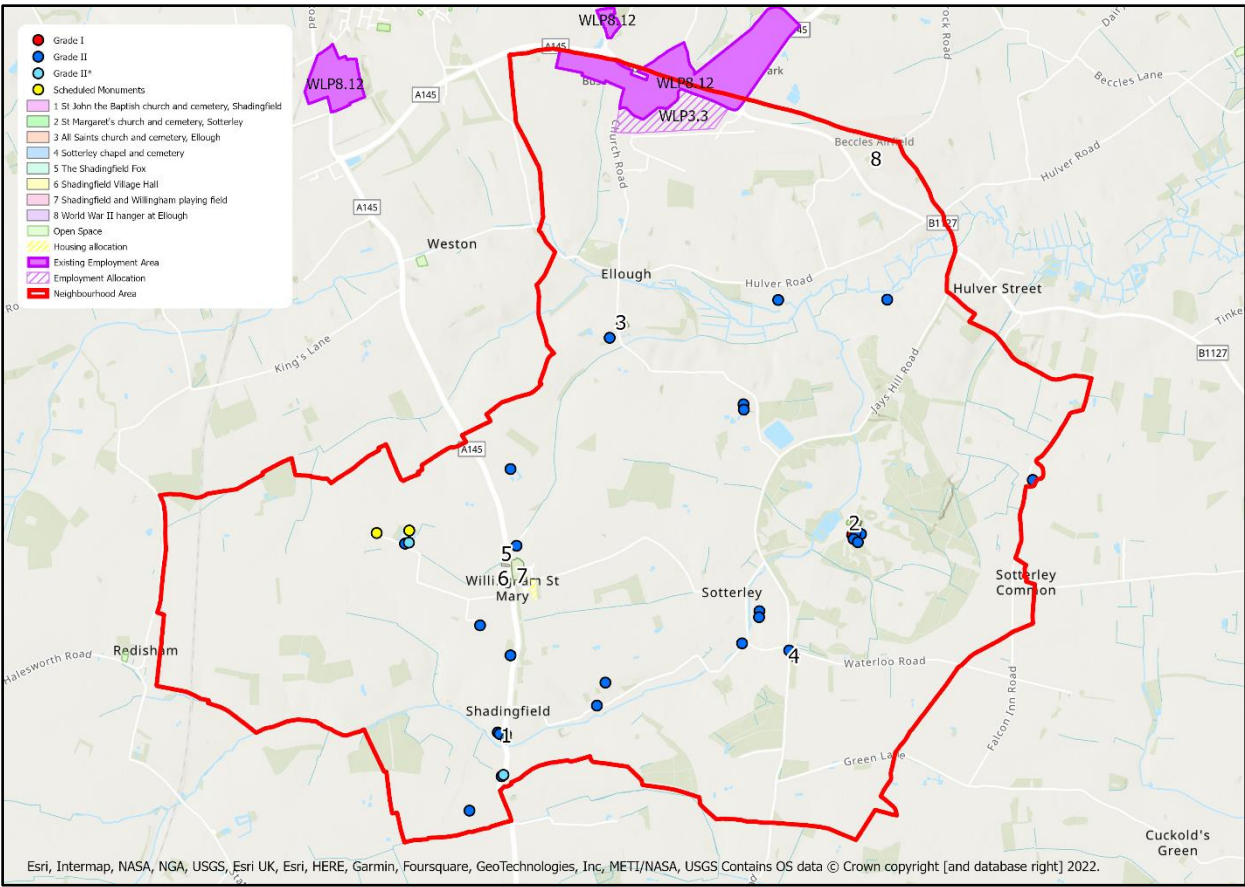 Grade I
Grade II
Grade II*
Scheduled Monuments
1 St John the Baptish church and cemetery, Shadingfield
2 St Margaret's church and cemetery, Sotterley
3 All Saints church and cemetery, Ellough
4 Sotterley chapel and cemetery
5 The Shadingfield Fox
6 Shadingfield Village Hall
7 Shadingfield and Willingham playing field
8 World War II hanger at Ellough
Open Space
Housing allocation
Existing Employment Area
Employment Allocation
Neighbourhood Area
WLP8.12
A145
WLP8.12
WLP8.12
Park
WLP3.3
A145
Church Road
Beccles Lane
Beccles Airfield
8
Hulver Road
A145
B1127
Weston
Ellough
Hulver Road
Hulver Street
3
King's Lane
B1127
Jays Hill Road
A145
2
5
6
7
Willingham St
Mary
Sotterley
Sotterley
Common
Redisham
Halesworth Road
4
Waterloo Road
Shadingfield
1
Falcon Inn Road
Green Lane
Cuckold's
Green
Esri, Intermap, NASA, NGA, USGS, Esri UK, Esri, HERE, Garmin, Foursquare, GeoTechnologies, Inc, METI/NASA, USGS Contains OS data © Crown copyright [and database right] 2022.